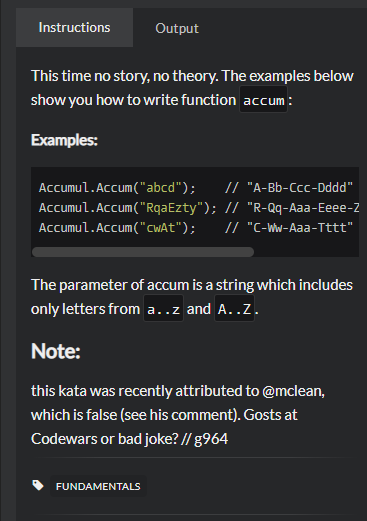 Instructions
Output
This time no story, no theory. The examples below
show you how to write function accum:
Examples:
Accumul.Accum("abcd");    // "A-Bb-Ccc-Dddd"
Accumul.Accum("RqaEzty"); // "R-Qq-Aaa-Eeee-Z
Accumul.Accum("cwAt");    // "C-Ww-Aaa-Tttt"
The parameter of accum is a string which includes
only letters from a..z and A..Z.
Note:
this kata was recently attributed to @mclean,
which is false (see his comment). Gosts at
Codewars or bad joke? // g964
FUNDAMENTALS